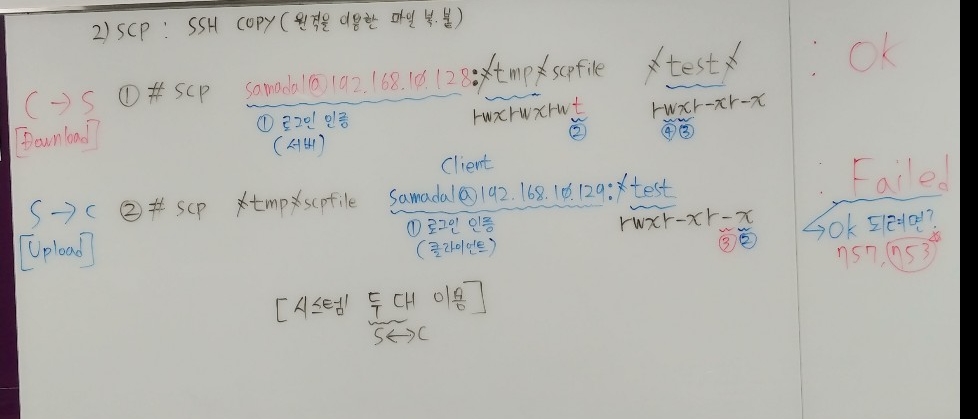 2) SCP : SSH COPY (원격을 이용한 파일 복.붙)
C → S ① # SCP samadal@192.168.10.128:/tmp/scpfile /test/ : Ok
[Download] ① 로그인 인증 rwxrwxrwt ② rwxr-xr-x ④ ③
(서버)
Client
S → C ② # SCP /tmp/scpfile samadal@192.168.10.129:/test : Failed
[Upload] ① 로그인 인증 rwxr-xr-x ③ ② → Ok 되려면?
(클라이언트) 757, 753*
[시스템 두 대 이용]
S ↔ C